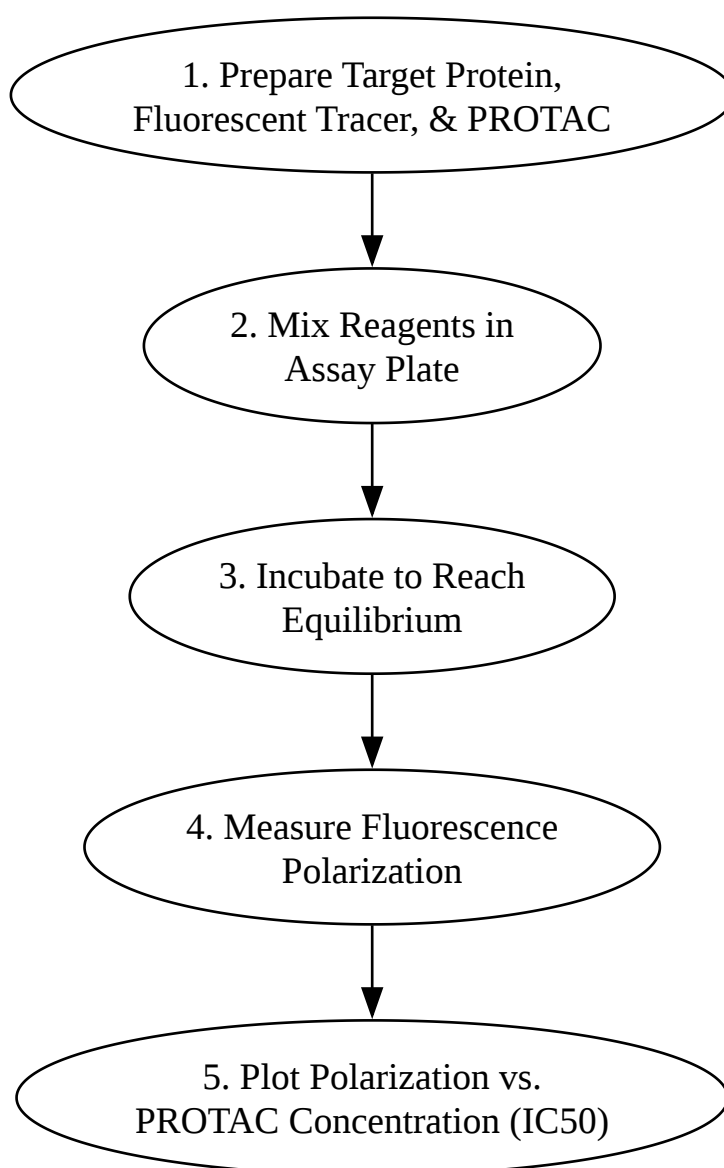 1. Prepare Target Protein,
Fluorescent Tracer, & PROTAC
2. Mix Reagents in
Assay Plate
3. Incubate to Reach
Equilibrium
4. Measure Fluorescence
Polarization
5. Plot Polarization vs.
PROTAC Concentration (IC50)